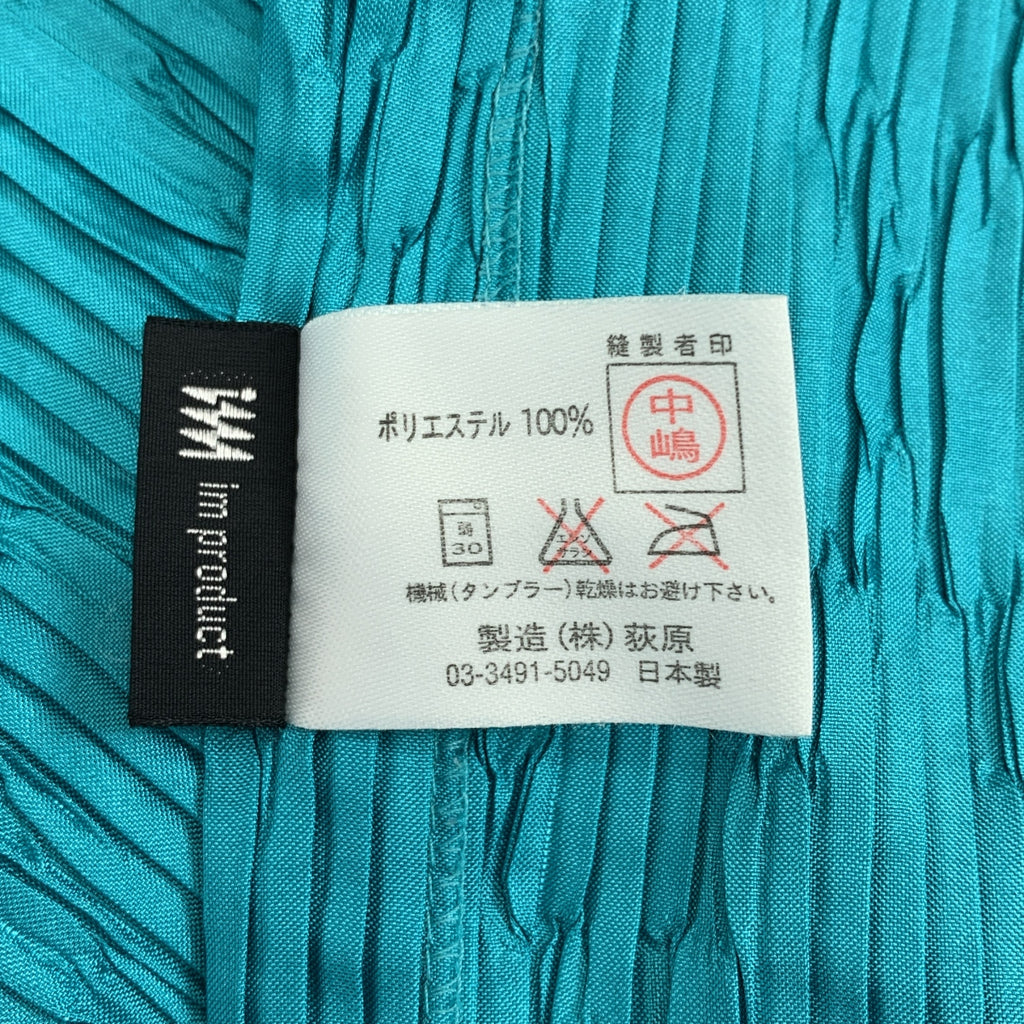 im product
縫製者印
中
嶋
ポリエステル 100%
弱
30
エンソ
サラシ
機械(タンブラー)乾燥はお避け下さい。
製造(株)荻原
03-3491-5049 日本製